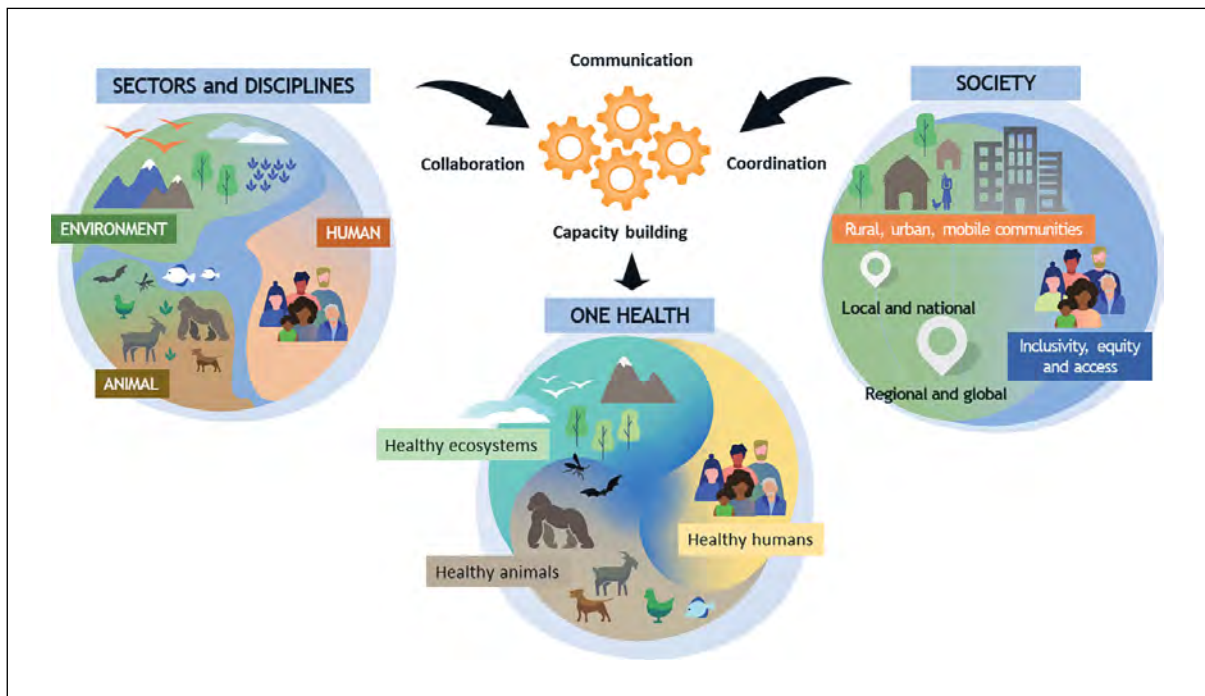 SECTORS and DISCIPLINES
ENVIRONMENT
HUMAN
ANIMAL
Communication
Collaboration
Coordination
Capacity building
SOCIETY
Rural, urban, mobile communities
Local and national
Regional and global
Inclusivity, equity
and access
ONE HEALTH
Healthy ecosystems
Healthy humans
Healthy animals